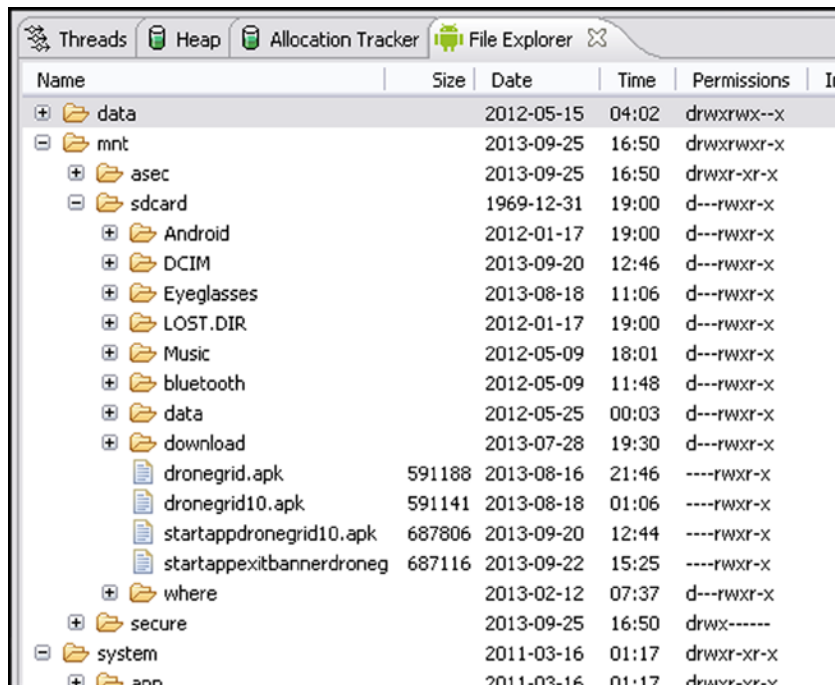 Threads Heap Allocation Tracker File Explorer
Name Size Date Time Permissions
data 2012-05-15 04:02 drwxrwx--x
mnt 2013-09-25 16:50 drwxrwxr-x
asec 2013-09-25 16:50 drwxr-xr-x
sdcard 1969-12-31 19:00 d---rwxr-x
Android 2012-01-17 19:00 d---rwxr-x
DCIM 2013-09-20 12:46 d---rwxr-x
Eyeglasses 2013-08-18 11:06 d---rwxr-x
LOST.DIR 2012-01-17 19:00 d---rwxr-x
Music 2012-05-09 18:01 d---rwxr-x
bluetooth 2012-05-09 11:48 d---rwxr-x
data 2012-05-25 00:03 d---rwxr-x
download 2013-07-28 19:30 d---rwxr-x
dronegrid.apk 591188 2013-08-16 21:46 ----rwxr-x
dronegrid10.apk 591141 2013-08-18 01:06 ----rwxr-x
startappdronegrid10.apk 687806 2013-09-20 12:44 ----rwxr-x
startappexitbannerdroneg 687116 2013-09-22 15:25 ----rwxr-x
where 2013-02-12 07:37 d---rwxr-x
secure 2013-09-25 16:50 drwx------
system 2011-03-16 01:17 drwxr-xr-x
app 2011-03-16 01:17 drwxr-xr-x